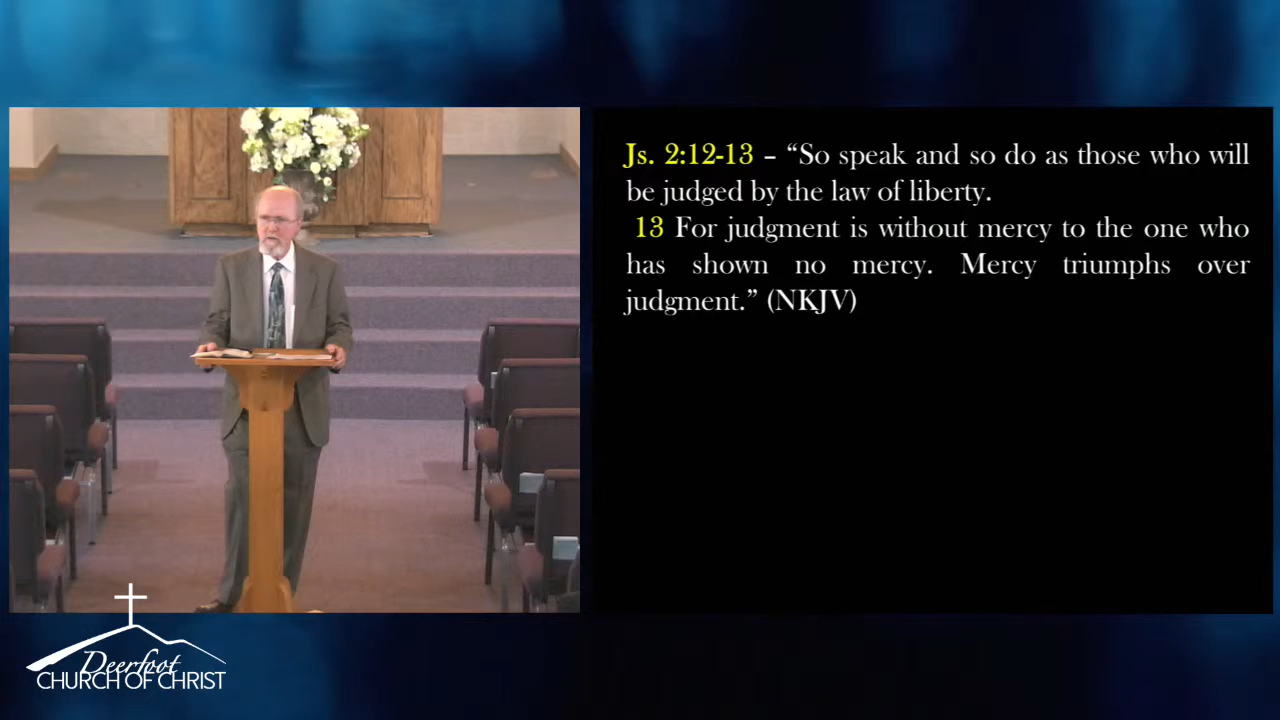 Js. 2:12-13 – “So speak and so do as those who will
be judged by the law of liberty.
13 For judgment is without mercy to the one who
has shown no mercy. Mercy triumphs over
judgment.” (NKJV)
Deerfoot
CHURCH OF CHRIST